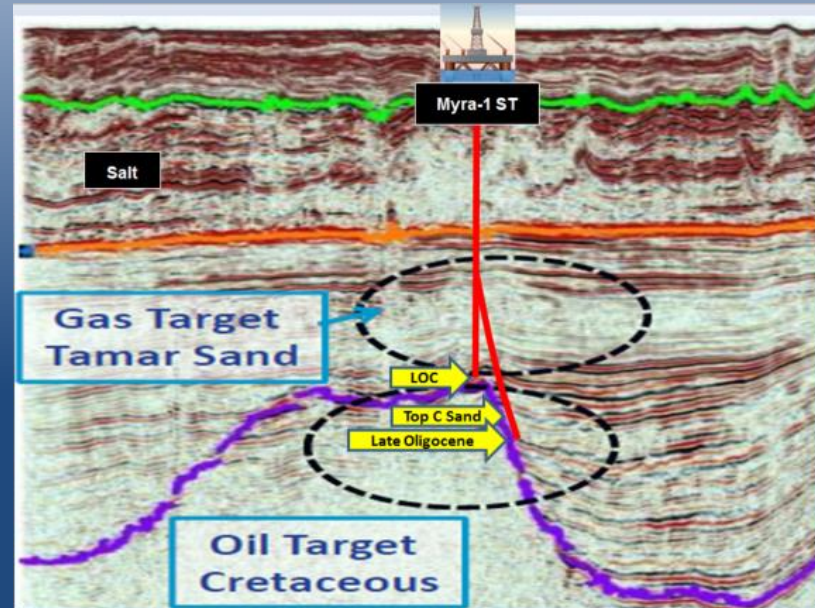 Myra-1 ST
Salt
Gas Target
Tamar Sand
LOC
Top C Sand
Late Oligocene
Oil Target
Cretaceous